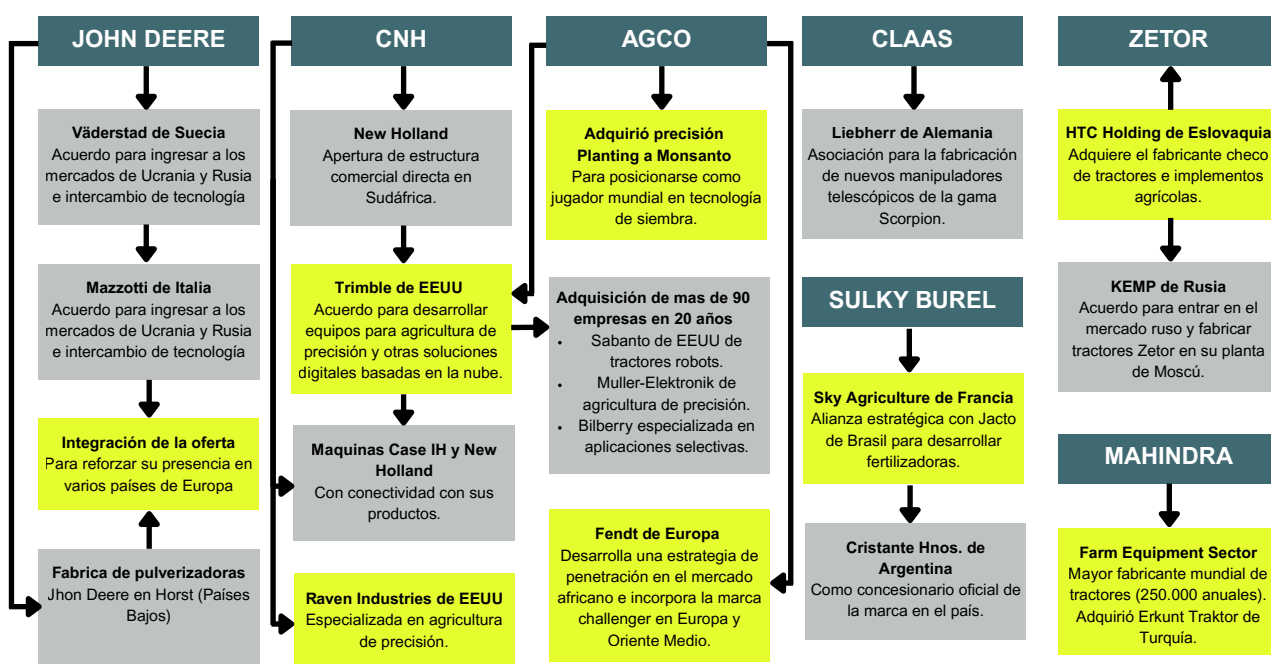 JOHN DEERE
Väderstad de Suecia
Acuerdo para ingresar a los
mercados de Ucrania y Rusia
e intercambio de tecnología
Mazzotti de Italia
Acuerdo para ingresar a los
mercados de Ucrania y Rusia
e intercambio de tecnología
Integración de la oferta
Para reforzar su presencia en
varios países de Europa
Fabrica de pulverizadoras
Jhon Deere en Horst (Países
Bajos)
CNH
New Holland
Apertura de estructura
comercial directa en
Sudáfrica.
Trimble de EEUU
Acuerdo para desarrollar
equipos para agricultura de
precisión y otras soluciones
digitales basadas en la nube.
Maquinas Case IH y New
Holland
Con conectividad con sus
productos.
Raven Industries de EEUU
Especializada en agricultura
de precisión.
AGCO
Adquirió precisión
Planting a Monsanto
Para posicionarse como
jugador mundial en tecnología
de siembra.
Adquisición de mas de 90
empresas en 20 años
• Sabanto de EEUU de
tractores robots.
• Muller-Elektronik de
agricultura de precisión.
• Bilberry especializada en
aplicaciones selectivas.
Fendt de Europa
Desarrolla una estrategia de
penetración en el mercado
africano e incorpora la marca
challenger en Europa y
Oriente Medio.
CLAAS
Liebherr de Alemania
Asociación para la fabricación
de nuevos manipuladores
telescópicos de la gama
Scorpion.
SULKY BUREL
Sky Agriculture de Francia
Alianza estratégica con Jacto
de Brasil para desarrollar
fertilizadoras.
Cristante Hnos. de
Argentina
Como concesionario oficial de
la marca en el país.
ZETOR
HTC Holding de Eslovaquia
Adquiere el fabricante checo
de tractores e implementos
agrícolas.
KEMP de Rusia
Acuerdo para entrar en el
mercado ruso y fabricar
tractores Zetor en su planta
de Moscú.
MAHINDRA
Farm Equipment Sector
Mayor fabricante mundial de
tractores (250.000 anuales).
Adquirió Erkunt Traktor de
Turquía.